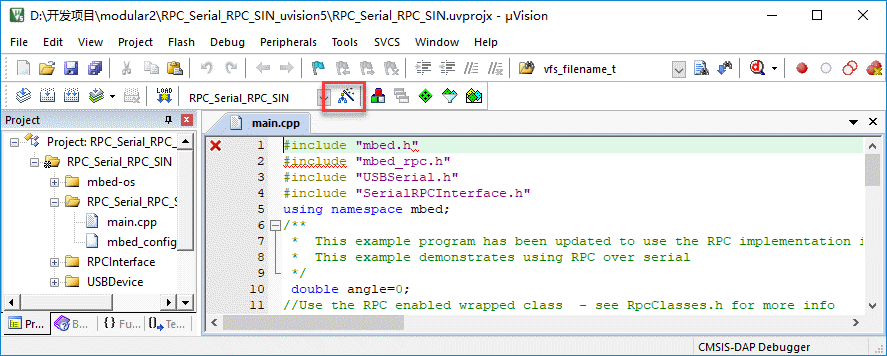 D:\开发项目\modular2\RPC_Serial_RPC_SIN_uvision5\RPC_Serial_RPC_SIN.uvprojx - µVision
File Edit View Project Flash Debug Peripherals Tools SVCS Window Help
vfs_filename_t
LOAD RPC_Serial_RPC_SIN
Project
Project: RPC_Serial_RPC_
RPC_Serial_RPC_SIN
mbed-os
RPC_Serial_RPC_S
main.cpp
mbed_config
RPCInterface
USBDevice
Pr... B... {} Fu... Te...
main.cpp
1 #include "mbed.h"
2 #include "mbed_rpc.h"
3 #include "USBSerial.h"
4 #include "SerialRPCInterface.h"
5 using namespace mbed;
6 /**
7 * This example program has been updated to use the RPC implementation i
8 * This example demonstrates using RPC over serial
9 */
10 double angle=0;
11 //Use the RPC enabled wrapped class - see RpcClasses.h for more info
CMSIS-DAP Debugger